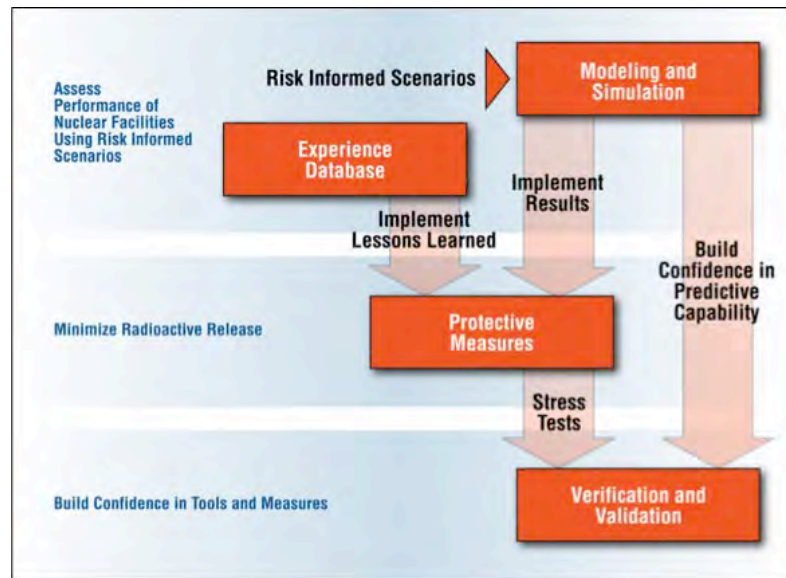 Assess
Performance of
Nuclear Facilities
Using Risk Informed
Scenarios
Risk Informed Scenarios
Modeling and
Simulation
Experience
Database
Implement
Lessons Learned
Implement
Results
Build
Confidence in
Predictive
Capability
Minimize Radioactive Release
Protective
Measures
Stress
Tests
Build Confidence in Tools and Measures
Verification and
Validation